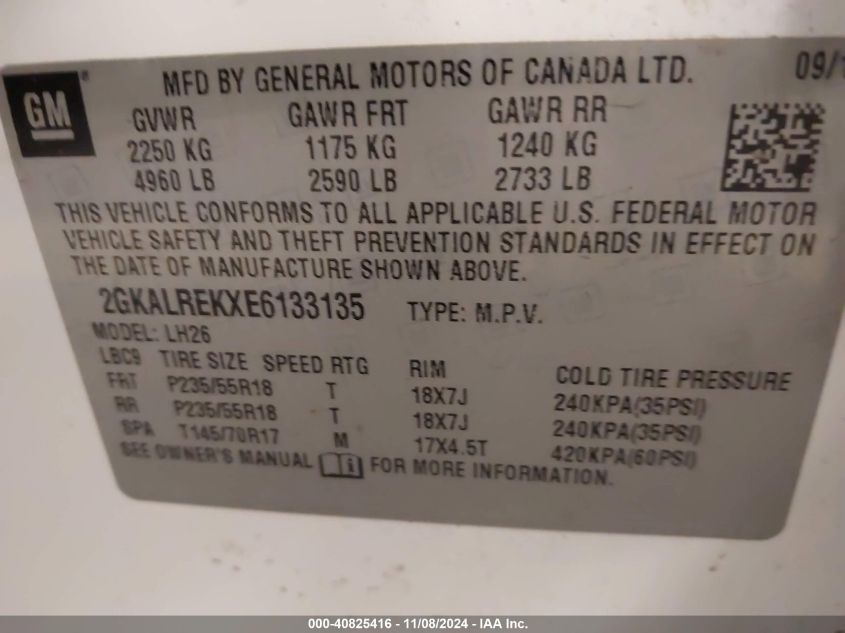 GM ® MFD BY GENERAL MOTORS OF CANADA LTD. 09/1
GVWR GAWR FRT GAWR RR
2250 KG 1175 KG 1240 KG
4960 LB 2590 LB 2733 LB
THIS VEHICLE CONFORMS TO ALL APPLICABLE U.S. FEDERAL MOTOR
VEHICLE SAFETY AND THEFT PREVENTION STANDARDS IN EFFECT ON
THE DATE OF MANUFACTURE SHOWN ABOVE.
2GKALREKXE6133135 TYPE: M.P.V.
MODEL: LH26
LBC9 TIRE SIZE SPEED RTG RIM COLD TIRE PRESSURE
FRT P235/55R18 T 18X7J 240KPA(35PSI)
RR P235/55R18 T 18X7J 240KPA(35PSI)
SPA T145/70R17 M 17X4.5T 420KPA(60PSI)
SEE OWNER'S MANUAL FOR MORE INFORMATION.
000-40825416 - 11/08/2024 - IAA Inc.